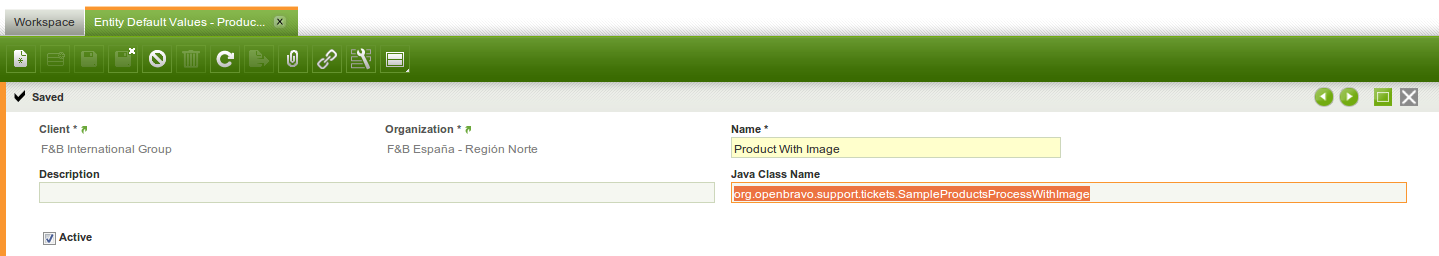 Workspace
Entity Default Values - Produc...
Saved
Client * Organization * Name *
F&B International Group F&B España - Región Norte Product With Image
Description Java Class Name
org.openbravo.support.tickets.SampleProductsProcessWithImage
Active